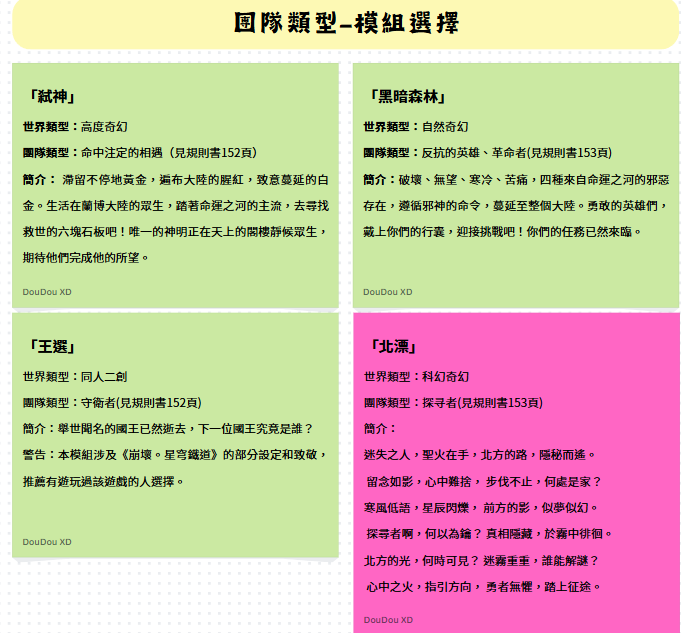 團隊類型-模組選擇
「弒神」
世界類型：高度奇幻
團隊類型：命中注定的相遇（見規則書152頁）
簡介： 滯留不停地黃金，遍布大陸的腥紅，致意蔓延的白
金。生活在蘭博大陸的眾生，踏著命運之河的主流，去尋找
救世的六塊石板吧！唯一的神明正在天上的閣樓靜候眾生，
期待他們完成他的所望。
DouDou XD
「黑暗森林」
世界類型：自然奇幻
團隊類型：反抗的英雄、革命者(見規則書153頁)
簡介：破壞、無望、寒冷、苦痛，四種來自命運之河的邪惡
存在，遵循邪神的命令，蔓延至整個大陸。勇敢的英雄們，
戴上你們的行囊，迎接挑戰吧！你們的任務已然來臨。
DouDou XD
「王選」
世界類型：同人二創
團隊類型：守衛者(見規則書152頁)
簡介：舉世聞名的國王已然逝去，下一位國王究竟是誰？
警告：本模組涉及《崩壞。星穹鐵道》的部分設定和致敬，
推薦有遊玩過該遊戲的人選擇。
DouDou XD
「北漂」
世界類型：科幻奇幻
團隊類型：探寻者(見規則書153頁)
簡介：
迷失之人，聖火在手，北方的路，隱秘而遙。
留念如影，心中難捨， 步伐不止，何處是家？
寒風低語，星辰閃爍， 前方的影，似夢似幻。
探尋者啊，何以為鑰？ 真相隱藏，於霧中徘徊。
北方的光，何時可見？ 迷霧重重，誰能解謎？
心中之火，指引方向， 勇者無懼，踏上征途。
DouDou XD